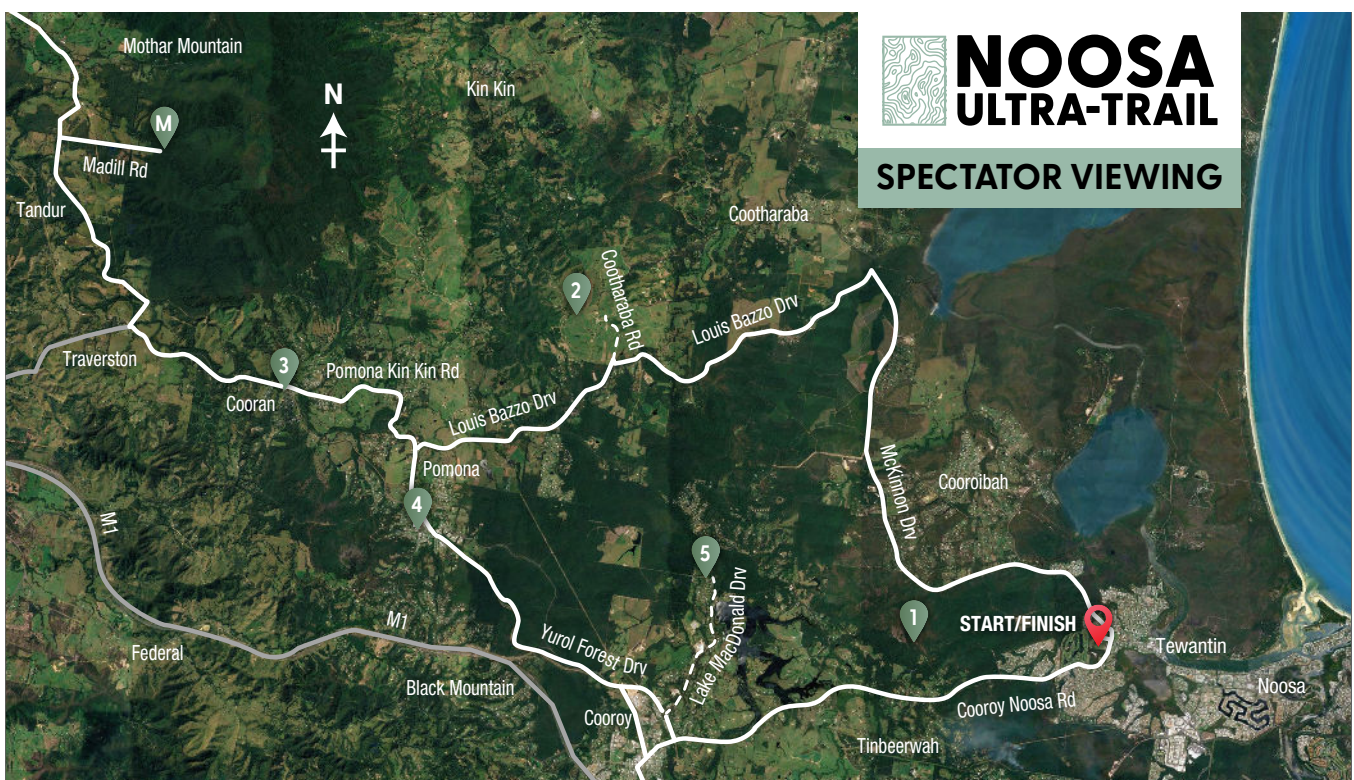 NOOSA
ULTRA-TRAIL
SPECTATOR VIEWING
Mothar Mountain
N
Kin Kin
M
Madill Rd
Tandur
Cootharaba
2
Cootharaba Rd
Louis Bazzo Drv
Traverston
3
Pomona Kin Kin Rd
Cooran
Louis Bazzo Drv
Pomona
4
McKinnon Drv
Cooroibah
M1
5
Lake MacDonald Drv
1
START/FINISH
M1
Yurol Forest Drv
Federal
Black Mountain
Tewantin
Noosa
Cooroy
Cooroy Noosa Rd
Tinbeerwah